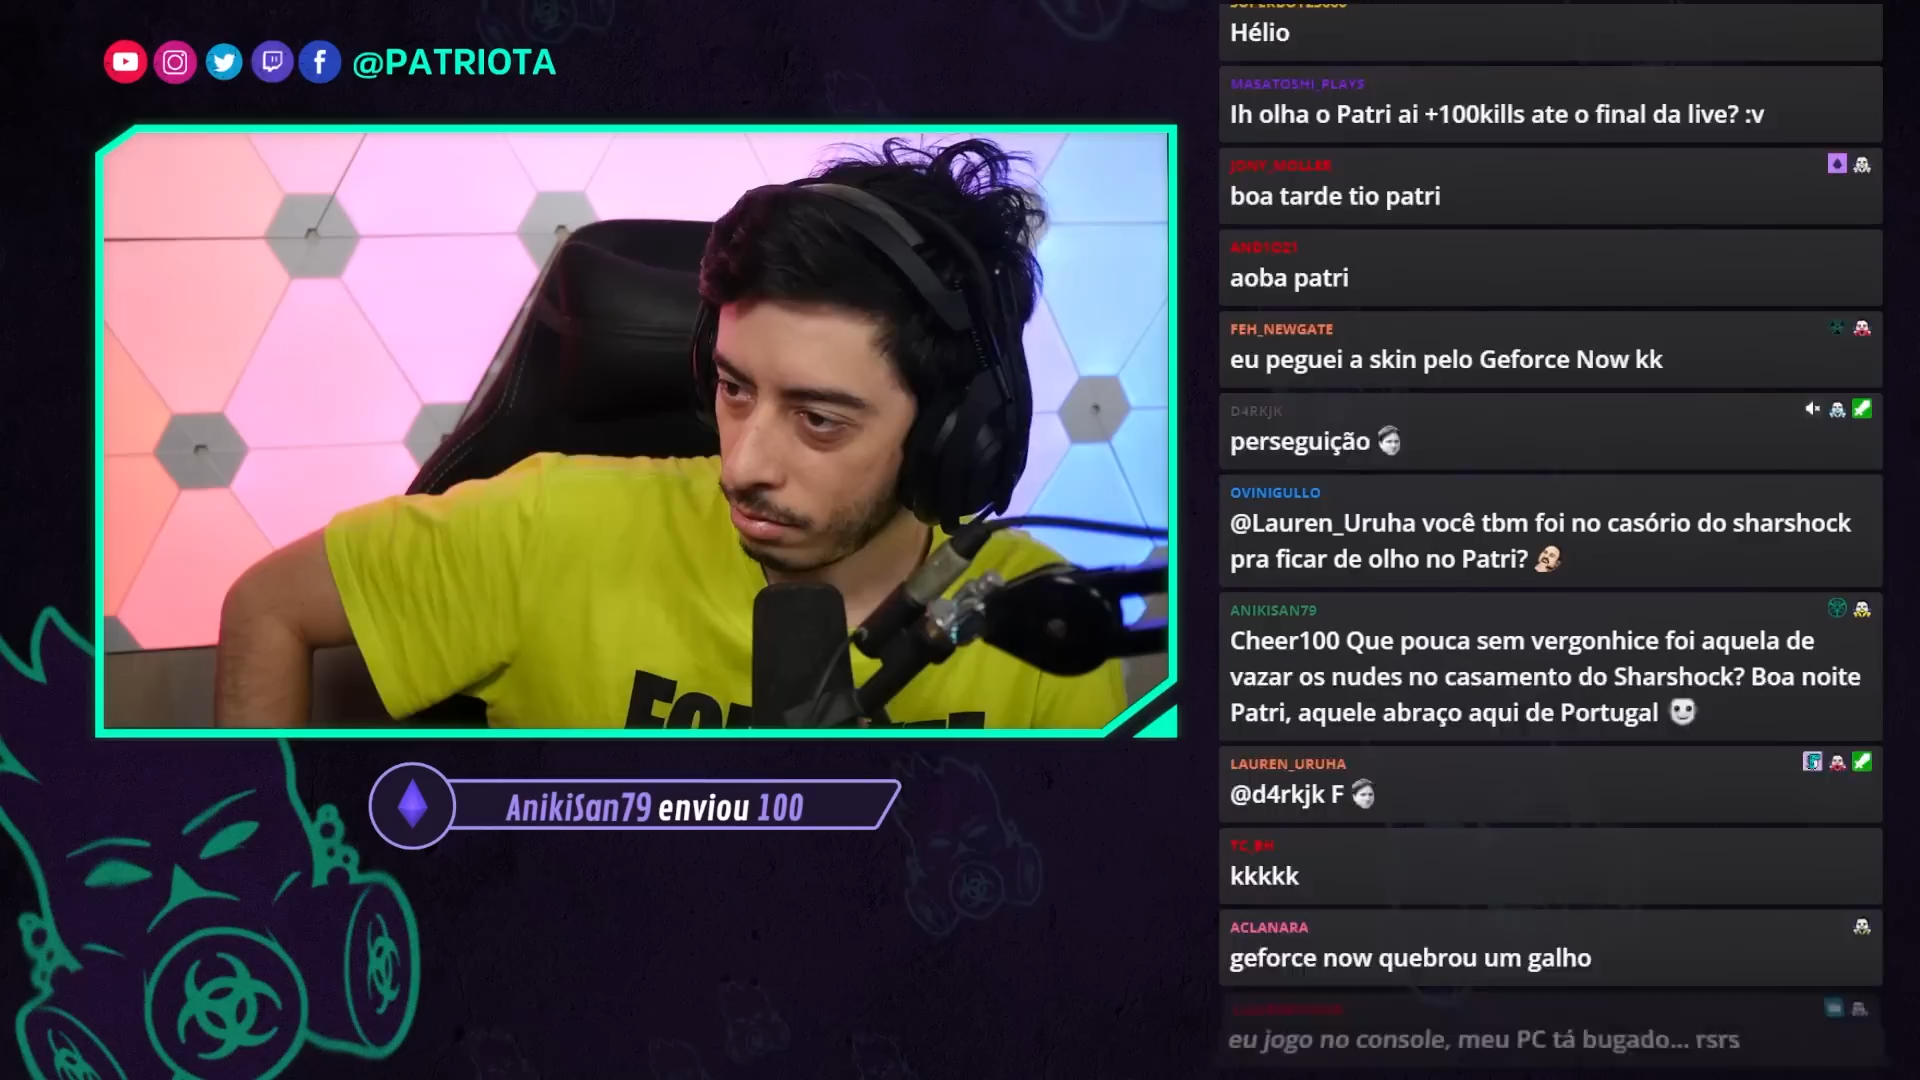 @PATRIOTA
Hélio
MASATOSHI_PLAYS
Ih olha o Patri ai +100kills ate o final da live? :v
JONY_MOLLER
boa tarde tio patri
AND1O21
aoba patri
FEH_NEWGATE
eu peguei a skin pelo Geforce Now kk
D4RKJK
perseguição
OVINIGULLO
@Lauren_Uruha você tbm foi no casório do sharshock
pra ficar de olho no Patri?
ANIKISAN79
Cheer100 Que pouca sem vergonhice foi aquela de
vazar os nudes no casamento do Sharshock? Boa noite
Patri, aquele abraço aqui de Portugal
LAUREN_URUHA
@d4rkjk F
TC_BH
kkkkk
ACLANARA
geforce now quebrou um galho
eu jogo no console, meu PC tá bugado... rsrs
AnikiSan79 enviou 100